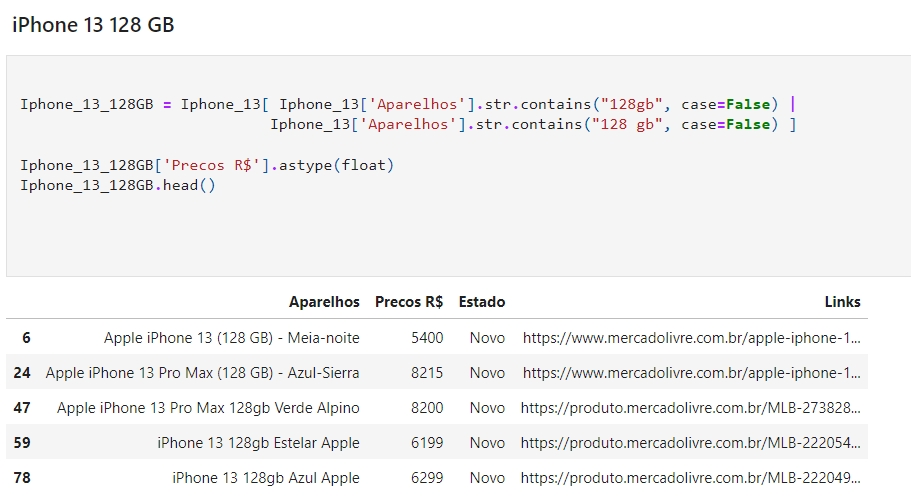 iPhone 13 128 GB
Iphone_13_128GB = Iphone_13[ Iphone_13['Aparelhos'].str.contains("128gb", case=False) |
Iphone_13['Aparelhos'].str.contains("128 gb", case=False) ]
Iphone_13_128GB['Precos R$'].astype(float)
Iphone_13_128GB.head()
Aparelhos Precos R$ Estado Links
6 Apple iPhone 13 (128 GB) - Meia-noite 5400 Novo https://www.mercadolivre.com.br/apple-iphone-1...
24 Apple iPhone 13 Pro Max (128 GB) - Azul-Sierra 8215 Novo https://www.mercadolivre.com.br/apple-iphone-1...
47 Apple iPhone 13 Pro Max 128gb Verde Alpino 8200 Novo https://produto.mercadolivre.com.br/MLB-273828...
59 iPhone 13 128gb Estelar Apple 6199 Novo https://produto.mercadolivre.com.br/MLB-222054...
78 iPhone 13 128gb Azul Apple 6299 Novo https://produto.mercadolivre.com.br/MLB-222049...